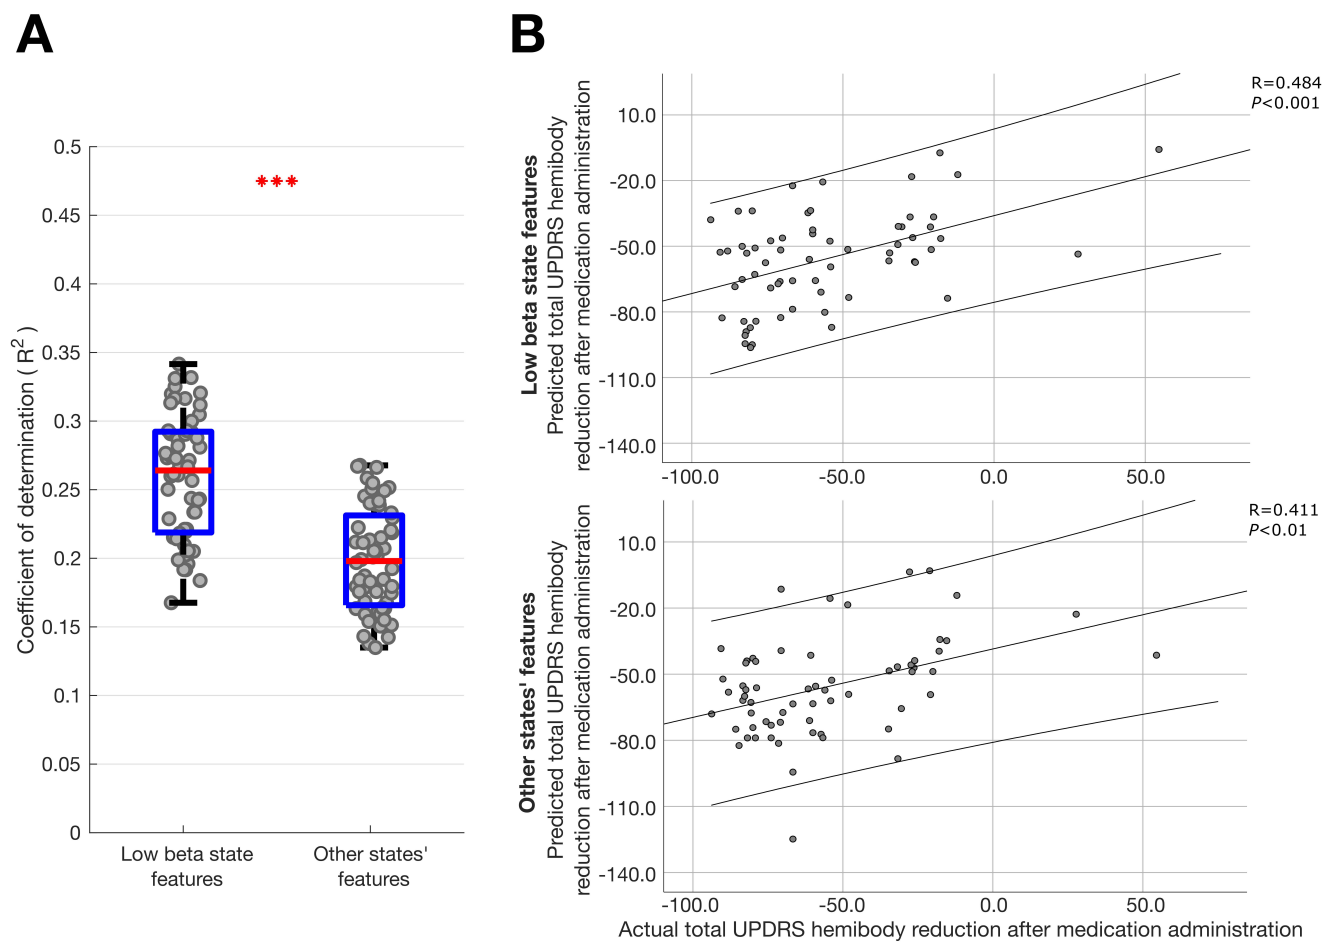 A
0.5
0.45
0.4
0.35
0.3
0.25
0.2
0.15
0.1
0.05
0
Coefficient of determination ( R² )
***
Low beta state
features
Other states'
features
B
Low beta state features
Predicted total UPDRS hemibody
reduction after medication administration
10.0
-20.0
-50.0
-80.0
-110.0
-140.0
-100.0
-50.0
0.0
50.0
R=0.484
P<0.001
Other states' features
Predicted total UPDRS hemibody
reduction after medication administration
10.0
-20.0
-50.0
-80.0
-110.0
-140.0
-100.0
-50.0
0.0
50.0
R=0.411
P<0.01
Actual total UPDRS hemibody reduction after medication administration